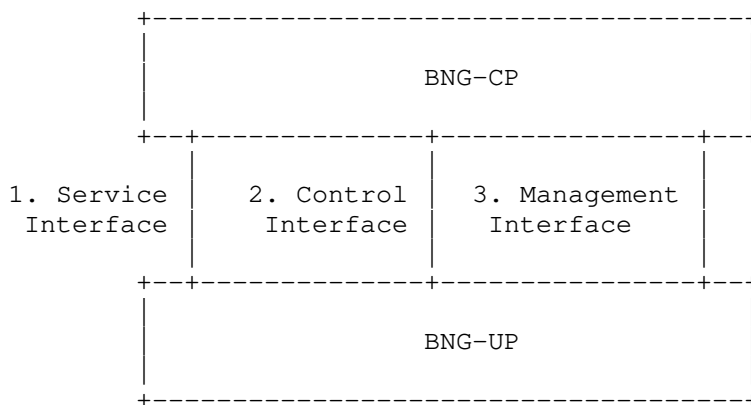 BNG-CP
1. Service 2. Control 3. Management
Interface Interface Interface
BNG-UP